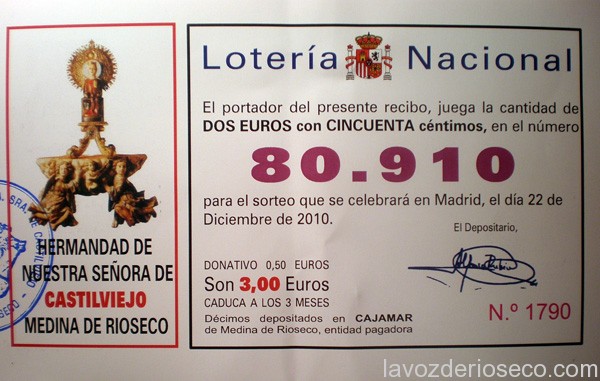 Lotería Nacional
El portador del presente recibo, juega la cantidad de
DOS EUROS con CINCUENTA céntimos, en el número
80.910
para el sorteo que se celebrará en Madrid, el día 22 de
Diciembre de 2010.
El Depositario,
DONATIVO 0,50 EUROS
Son 3,00 Euros
CADUCA A LOS 3 MESES
Décimos depositados en CAJAMAR
de Medina de Rioseco, entidad pagadora
N.º 1790
HERMANDAD DE
NUESTRA SEÑORA DE
CASTILVIEJO
MEDINA DE RIOSECO
SRA. DE CASTILVIEJO
lavozderioseco.com